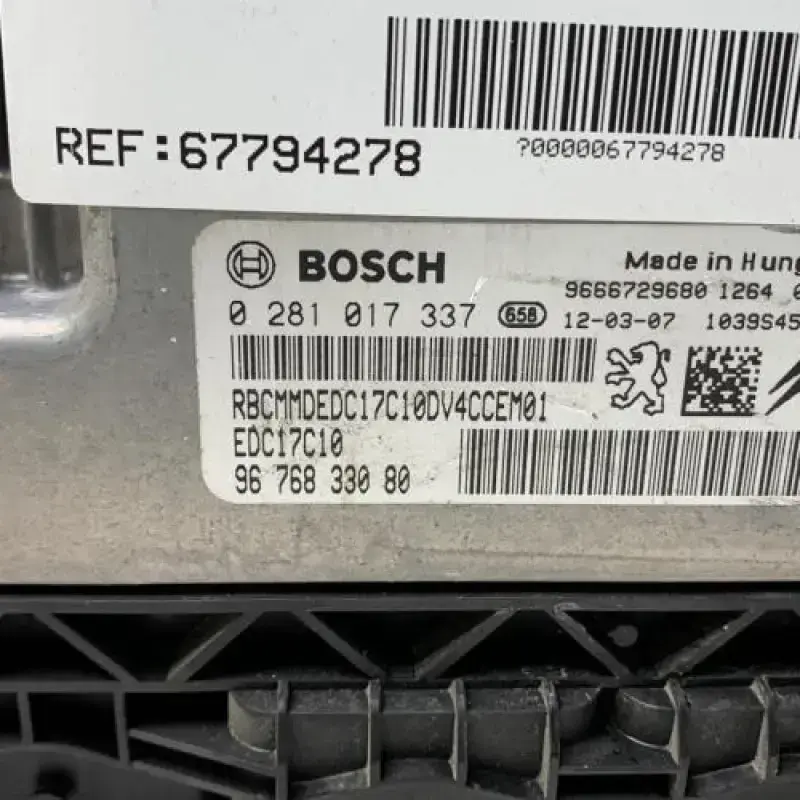 REF:67794278
?0000067794278
BOSCH
Made in Hung
9666729680 1264 0
0 281 017 337 658 12-03-07 1039S45
RBCMMDEDC17C10DV4CCEM01
EDC17C10
96 768 330 80